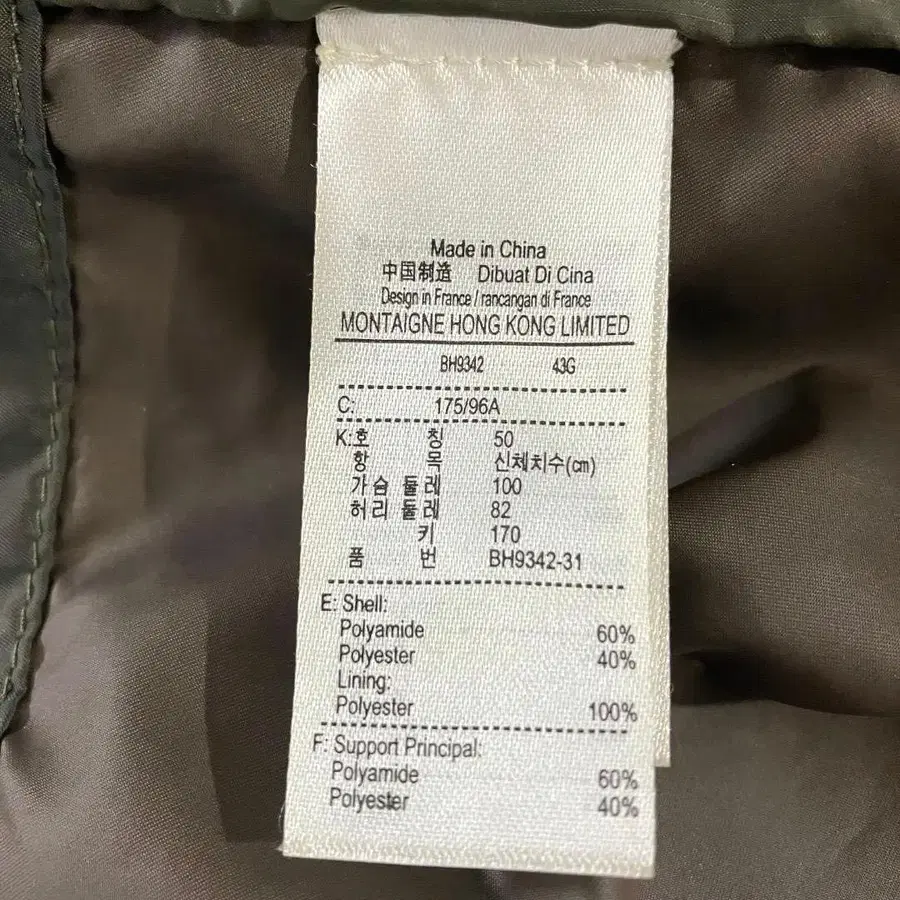 Made in China
中国制造 Dibuat Di Cina
Design in France / rancangan di France
MONTAIGNE HONG KONG LIMITED
BH9342 43G
C: 175/96A
K:호 칭 50
항 목 신체치수(㎝)
가슴 둘레 100
허리 둘레 82
키 170
품 번 BH9342-31
E: Shell:
Polyamide 60%
Polyester 40%
Lining:
Polyester 100%
F: Support Principal:
Polyamide 60%
Polyester 40%